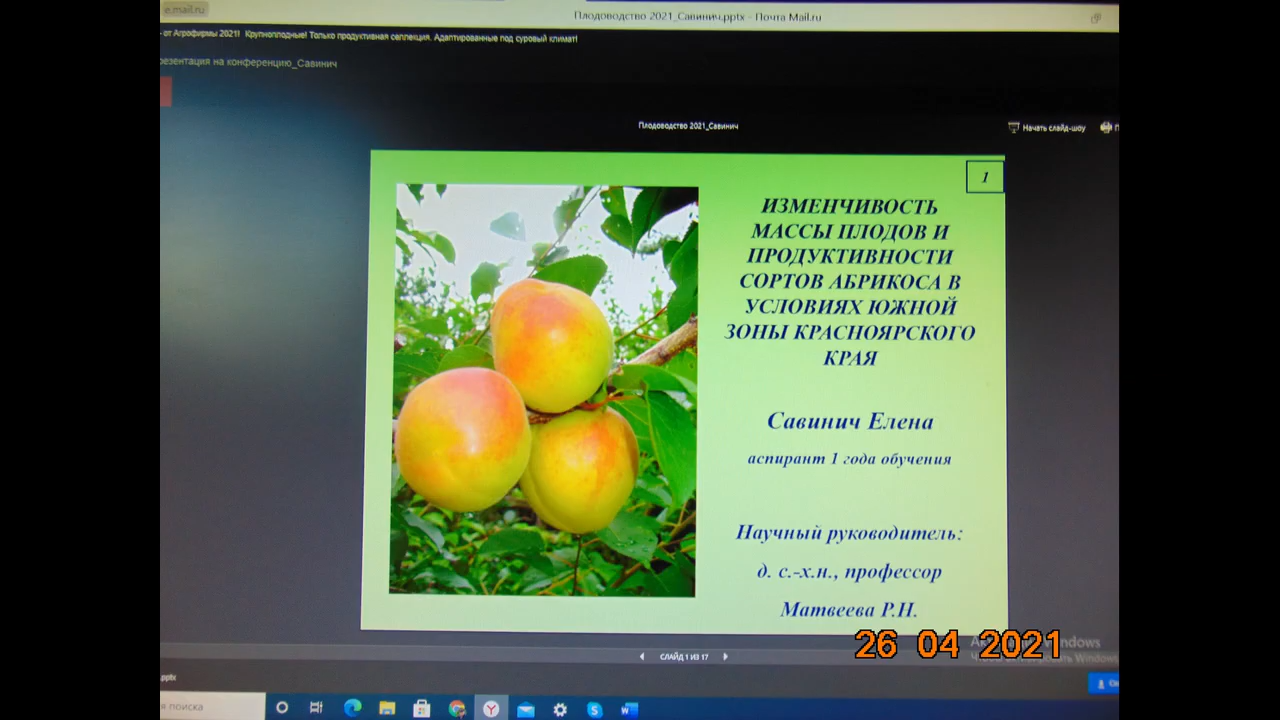 e.mail.ru
Плодоводство 2021_Савинич.pptx - Почта Mail.ru
- от Агрофирмы 2021! Крупноплодные! Только продуктивная селлекция. Адаптированные под суровый климат!
резентация на конференцию_Савинич
Плодоводство 2021_Савинич
Начать слайд-шоу
1
ИЗМЕНЧИВОСТЬ
МАССЫ ПЛОДОВ И
ПРОДУКТИВНОСТИ
СОРТОВ АБРИКОСА В
УСЛОВИЯХ ЮЖНОЙ
ЗОНЫ КРАСНОЯРСКОГО
КРАЯ
Савинич Елена
аспирант 1 года обучения
Научный руководитель:
д. с.-х.н., профессор
Матвеева Р.Н.
26 04 2021
СЛАЙД 1 ИЗ 17
.pptx
я поиска